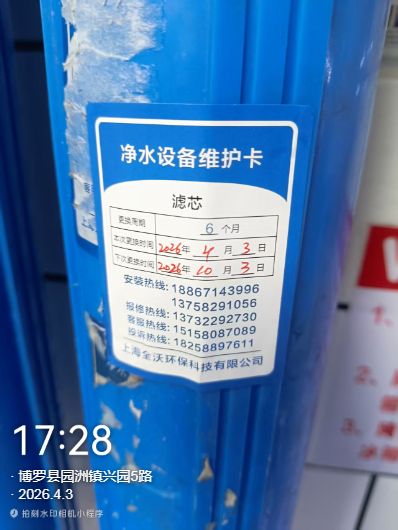 净水设备维护卡
滤芯
更换周期 6 个月
本次更换时间 2026年 4 月 3 日
下次更换时间 2026年 10 月 3 日
安装热线: 18867143996
13758291056
报修热线: 13732292730
客服热线: 15158087089
投诉热线: 18258897611
上海全沃环保科技有限公司
17:28
· 博罗县园洲镇兴园5路
· 2026.4.3
拍刻水印相机小程序